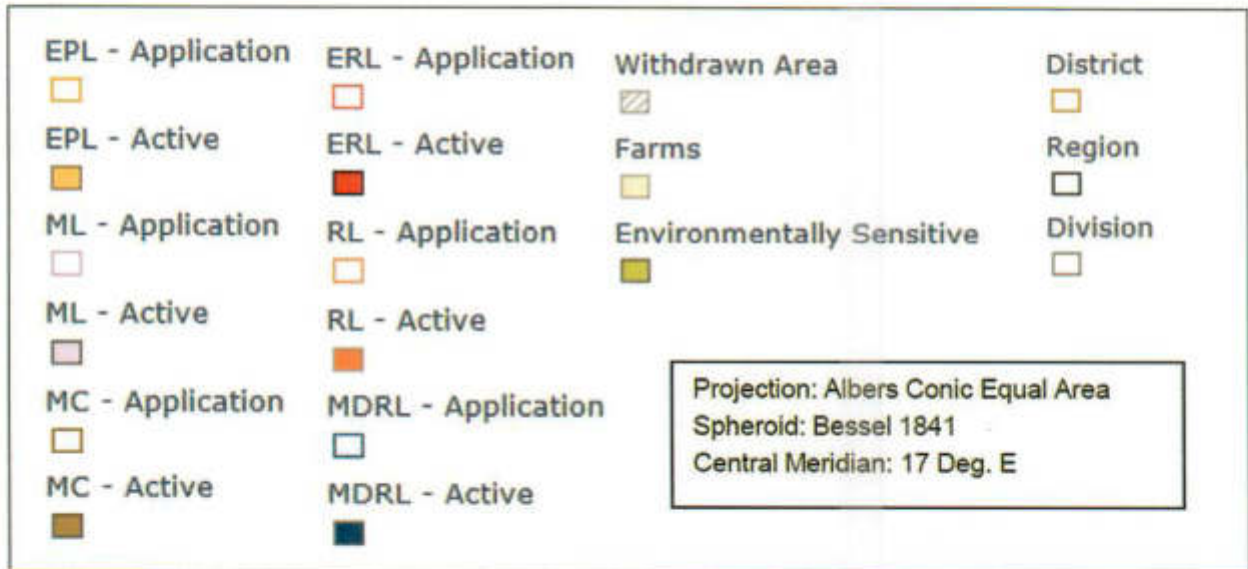 EPL - Application
EPL - Active
ML - Application
ML - Active
MC - Application
MC - Active
ERL - Application
ERL - Active
RL - Application
RL - Active
MDRL - Application
MDRL - Active
Withdrawn Area
Farms
Environmentally Sensitive
District
Region
Division
Projection: Albers Conic Equal Area
Spheroid: Bessel 1841
Central Meridian: 17 Deg. E